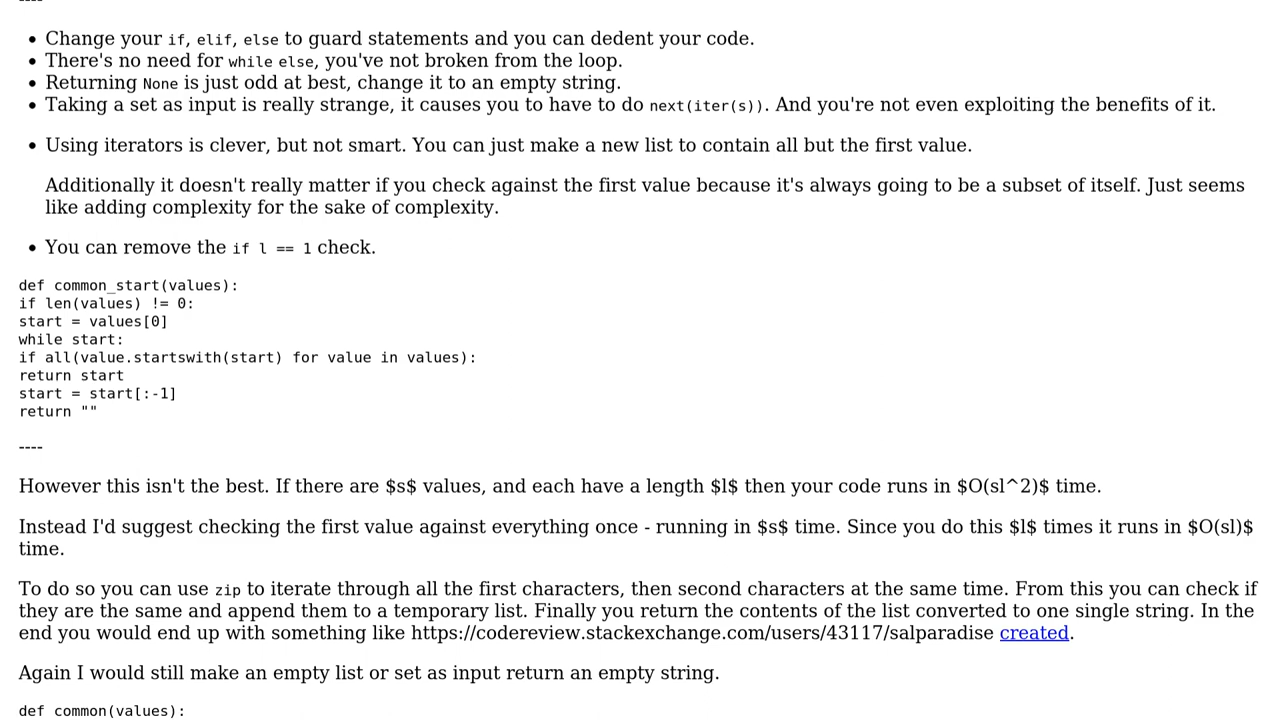 ----
Change your if, elif, else to guard statements and you can dedent your code.
There's no need for while else, you've not broken from the loop.
Returning None is just odd at best, change it to an empty string.
Taking a set as input is really strange, it causes you to have to do next(iter(s)). And you're not even exploiting the benefits of it.
Using iterators is clever, but not smart. You can just make a new list to contain all but the first value.
Additionally it doesn't really matter if you check against the first value because it's always going to be a subset of itself. Just seems
like adding complexity for the sake of complexity.
You can remove the if l == 1 check.
def common_start(values):
if len(values) != 0:
start = values[0]
while start:
if all(value.startswith(start) for value in values):
return start
start = start[:-1]
return ""
----
However this isn't the best. If there are $s$ values, and each have a length $l$ then your code runs in $O(sl^2)$ time.
Instead I'd suggest checking the first value against everything once - running in $s$ time. Since you do this $l$ times it runs in $O(sl)$
time.
To do so you can use zip to iterate through all the first characters, then second characters at the same time. From this you can check if
they are the same and append them to a temporary list. Finally you return the contents of the list converted to one single string. In the
end you would end up with something like https://codereview.stackexchange.com/users/43117/salparadise created.
Again I would still make an empty list or set as input return an empty string.
def common(values):